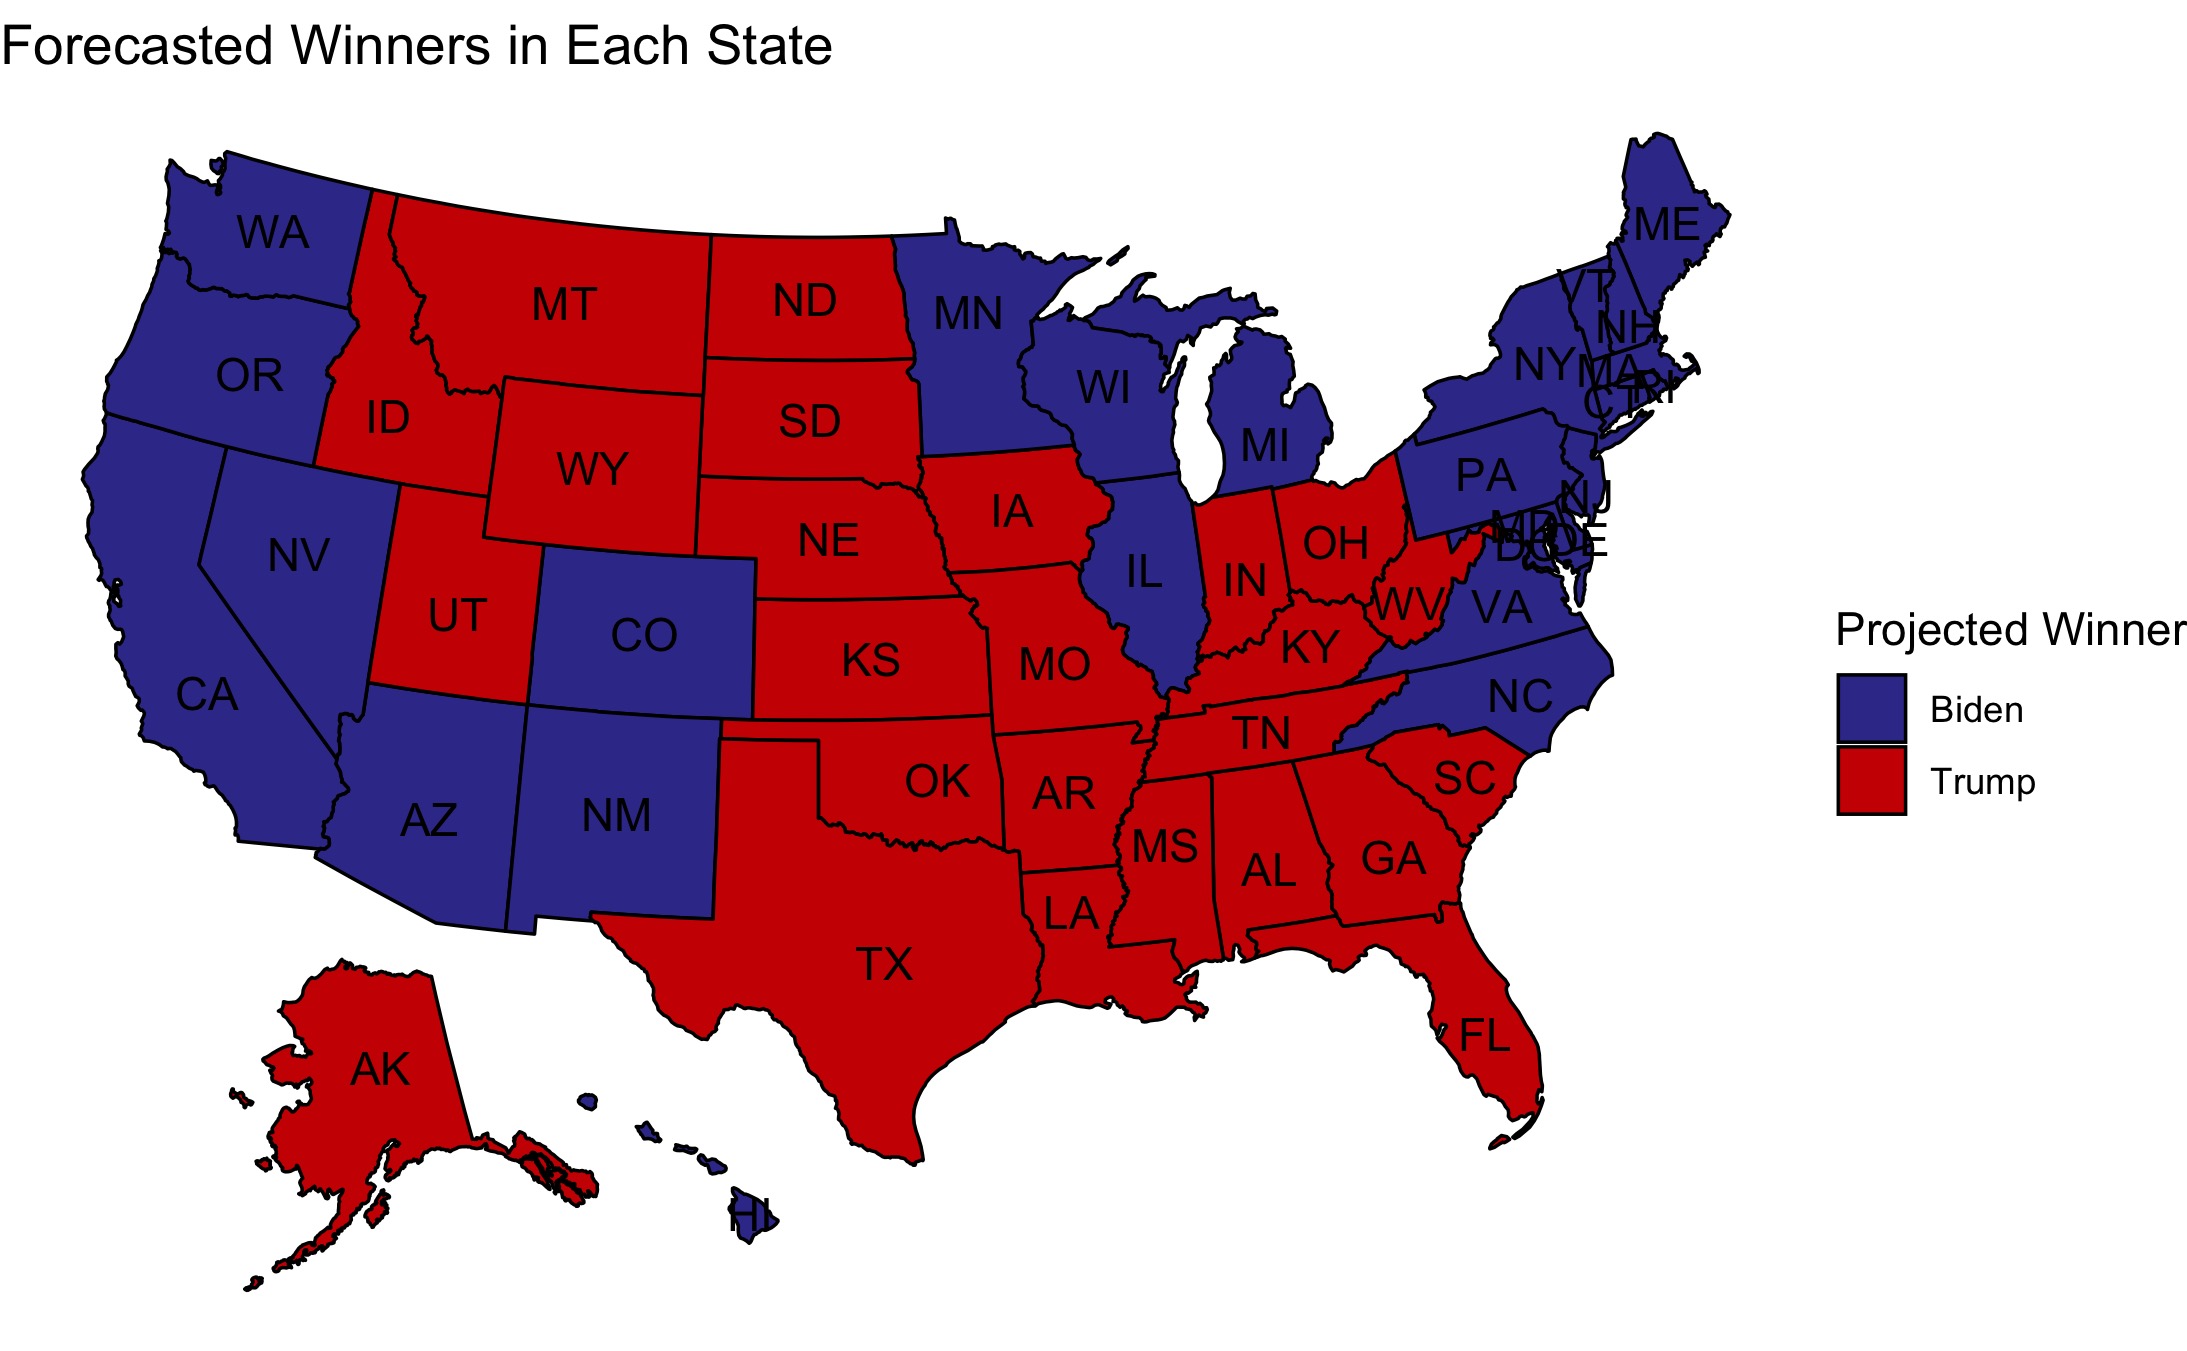 Forecasted Winners in Each State
ME
WA
VT
MT
ND
MN
NH
OR
NY
MA
WI
RI
CT
ID
SD
MI
WY
PA
NJ
IA
MD
NE
OH
DC
DE
NV
IL
IN
UT
CO
WV
VA
KS
MO
KY
CA
NC
TN
OK
AR
SC
AZ
NM
MS
AL
GA
LA
TX
FL
AK
HI
Projected Winner
Biden
Trump